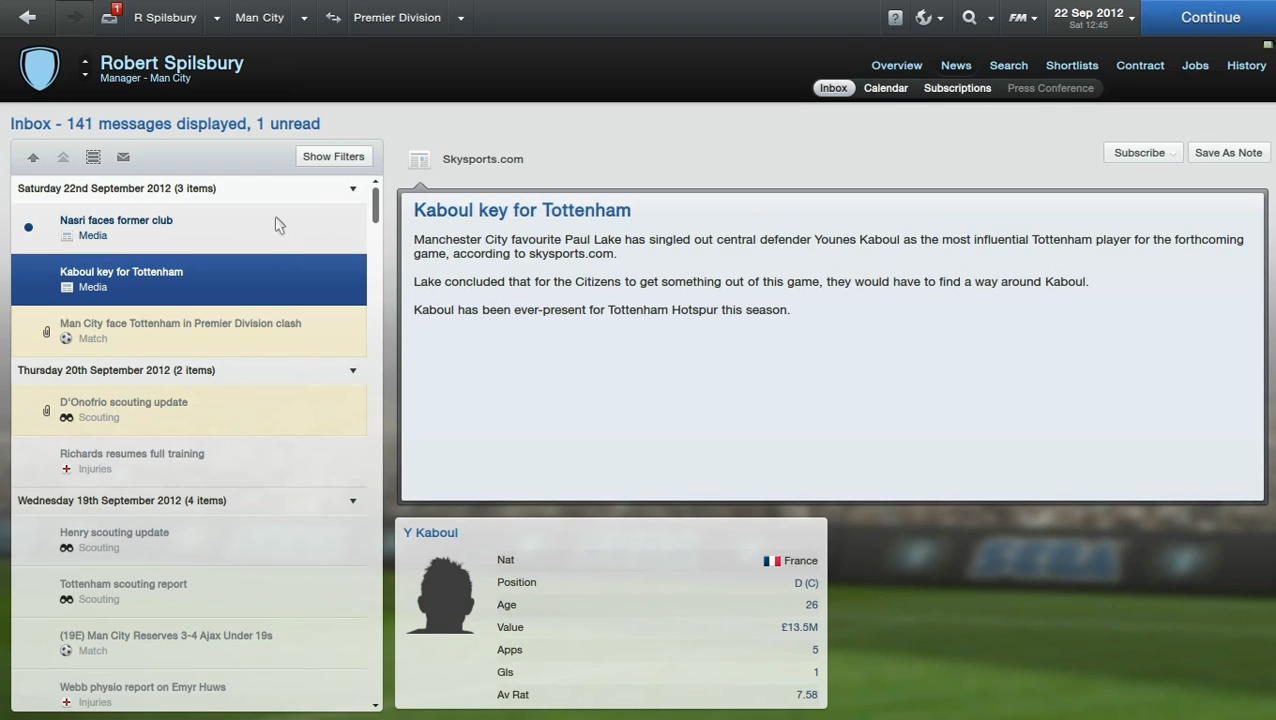 1
R Spilsbury
Man City
Premier Division
?
FM
22 Sep 2012
Sat 12:45
Continue
Robert Spilsbury
Manager - Man City
Overview
News
Search
Shortlists
Contract
Jobs
History
Inbox
Calendar
Subscriptions
Press Conference
Inbox - 141 messages displayed, 1 unread
Show Filters
Saturday 22nd September 2012 (3 items)
Nasri faces former club
Media
Kaboul key for Tottenham
Media
Man City face Tottenham in Premier Division clash
Match
Thursday 20th September 2012 (2 items)
D'Onofrio scouting update
Scouting
Richards resumes full training
Injuries
Wednesday 19th September 2012 (4 items)
Henry scouting update
Scouting
Tottenham scouting report
Scouting
(19E) Man City Reserves 3-4 Ajax Under 19s
Match
Webb physio report on Emyr Huws
Injuries
Skysports.com
Subscribe
Save As Note
Kaboul key for Tottenham
Manchester City favourite Paul Lake has singled out central defender Younes Kaboul as the most influential Tottenham player for the forthcoming
game, according to skysports.com.
Lake concluded that for the Citizens to get something out of this game, they would have to find a way around Kaboul.
Kaboul has been ever-present for Tottenham Hotspur this season.
Y Kaboul
Nat France
Position D (C)
Age 26
Value £13.5M
Apps 5
Gls 1
Av Rat 7.58
SEGA